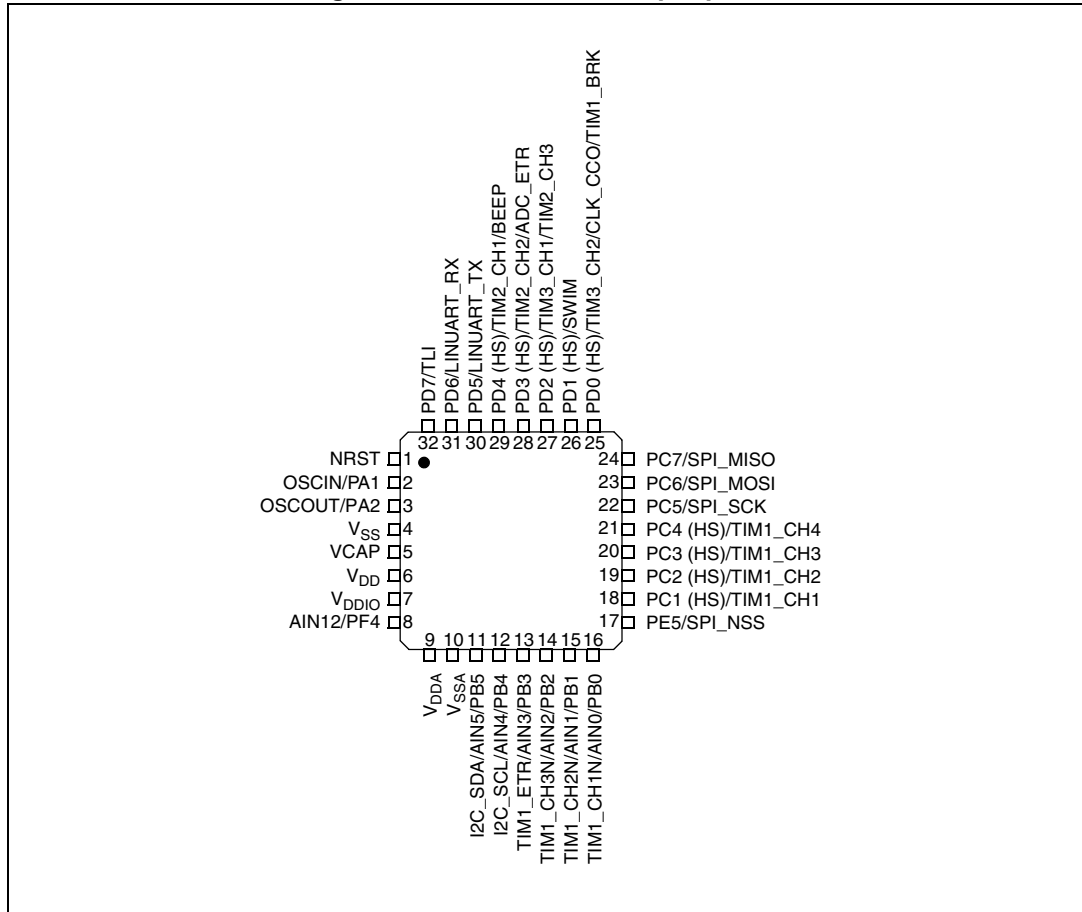 PD7/TLI
PD6/LINUART_RX
PD5/LINUART_TX
PD4 (HS)/TIM2_CH1/BEEP
PD3 (HS)/TIM2_CH2/ADC_ETR
PD2 (HS)/TIM3_CH1/TIM2_CH3
PD1 (HS)/SWIM
PD0 (HS)/TIM3_CH2/CLK_CCO/TIM1_BRK
32 31 30 29 28 27 26 25
NRST 1
OSCIN/PA1 2
OSCOUT/PA2 3
VSS 4
VCAP 5
VDD 6
VDDIO 7
AIN12/PF4 8
24 PC7/SPI_MISO
23 PC6/SPI_MOSI
22 PC5/SPI_SCK
21 PC4 (HS)/TIM1_CH4
20 PC3 (HS)/TIM1_CH3
19 PC2 (HS)/TIM1_CH2
18 PC1 (HS)/TIM1_CH1
17 PE5/SPI_NSS
9 10 11 12 13 14 15 16
VDDA
VSSA
I2C_SDA/AIN5/PB5
I2C_SCL/AIN4/PB4
TIM1_ETR/AIN3/PB3
TIM1_CH3N/AIN2/PB2
TIM1_CH2N/AIN1/PB1
TIM1_CH1N/AIN0/PB0